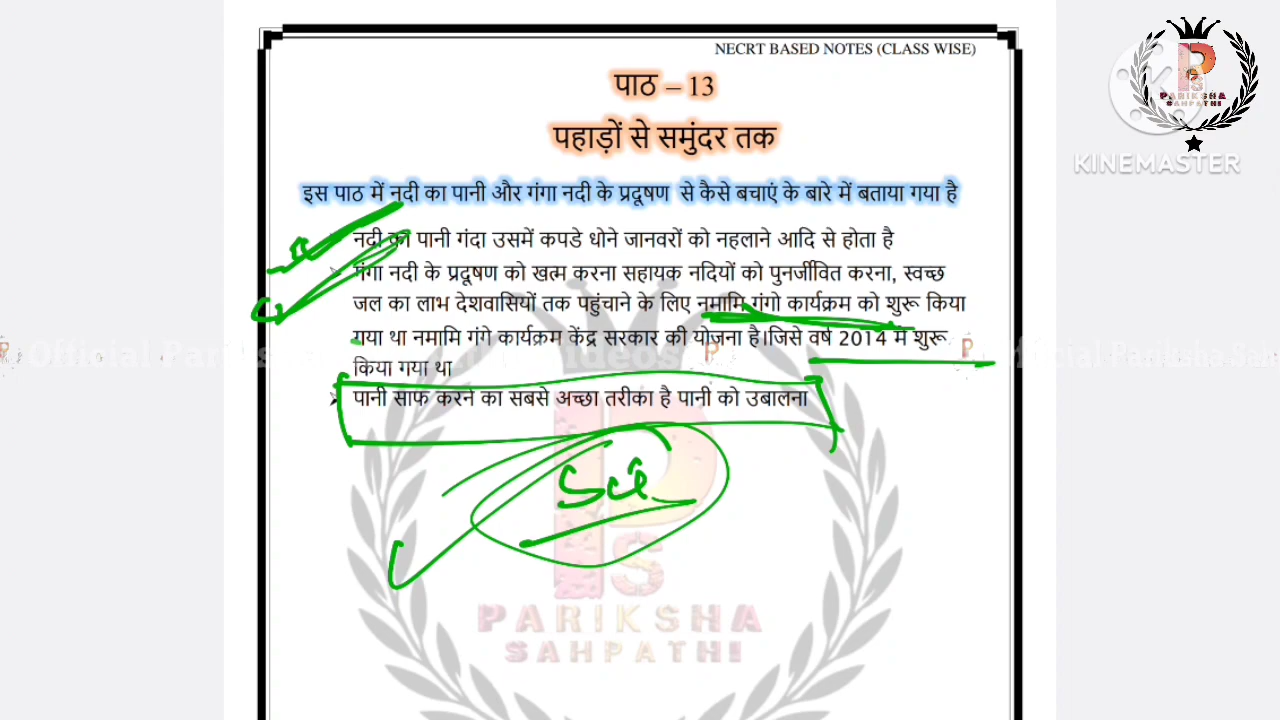 NECRT BASED NOTES (CLASS WISE)
PARIKSHA
SAHPATHI
KINEMASTER
पाठ – 13
पहाड़ों से समुंदर तक
इस पाठ में नदी का पानी और गंगा नदी के प्रदूषण से कैसे बचाएं के बारे में बताया गया है
नदी का पानी गंदा उसमें कपडे धोने जानवरों को नहलाने आदि से होता है
गंगा नदी के प्रदूषण को खत्म करना सहायक नदियों को पुनर्जीवित करना, स्वच्छ
जल का लाभ देशवासियों तक पहुंचाने के लिए नमामि गंगो कार्यक्रम को शुरू किया
गया था नमामि गंगे कार्यक्रम केंद्र सरकार की योजना है।जिसे वर्ष 2014 में शुरू
किया गया था
पानी साफ करने का सबसे अच्छा तरीका है पानी को उबालना
PARIKSHA
SAHPATHI